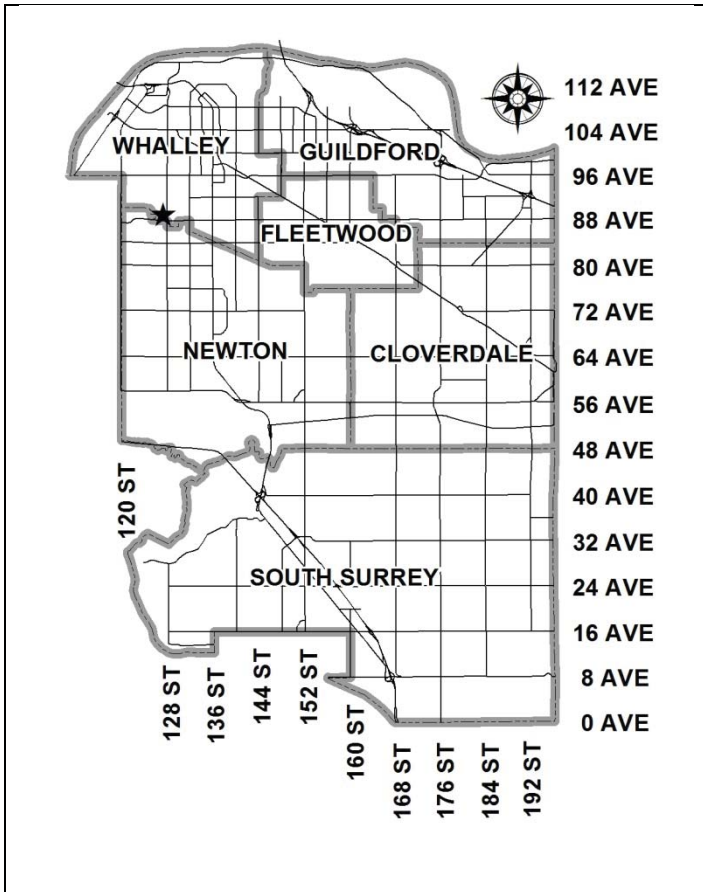 112 AVE
104 AVE
WHALLEY
GUILDFORD
96 AVE
88 AVE
FLEETWOOD
80 AVE
72 AVE
NEWTON
CLOVERDALE
64 AVE
56 AVE
48 AVE
120 ST
40 AVE
32 AVE
SOUTH SURREY
24 AVE
16 AVE
8 AVE
128 ST
136 ST
144 ST
152 ST
160 ST
0 AVE
168 ST
176 ST
184 ST
192 ST